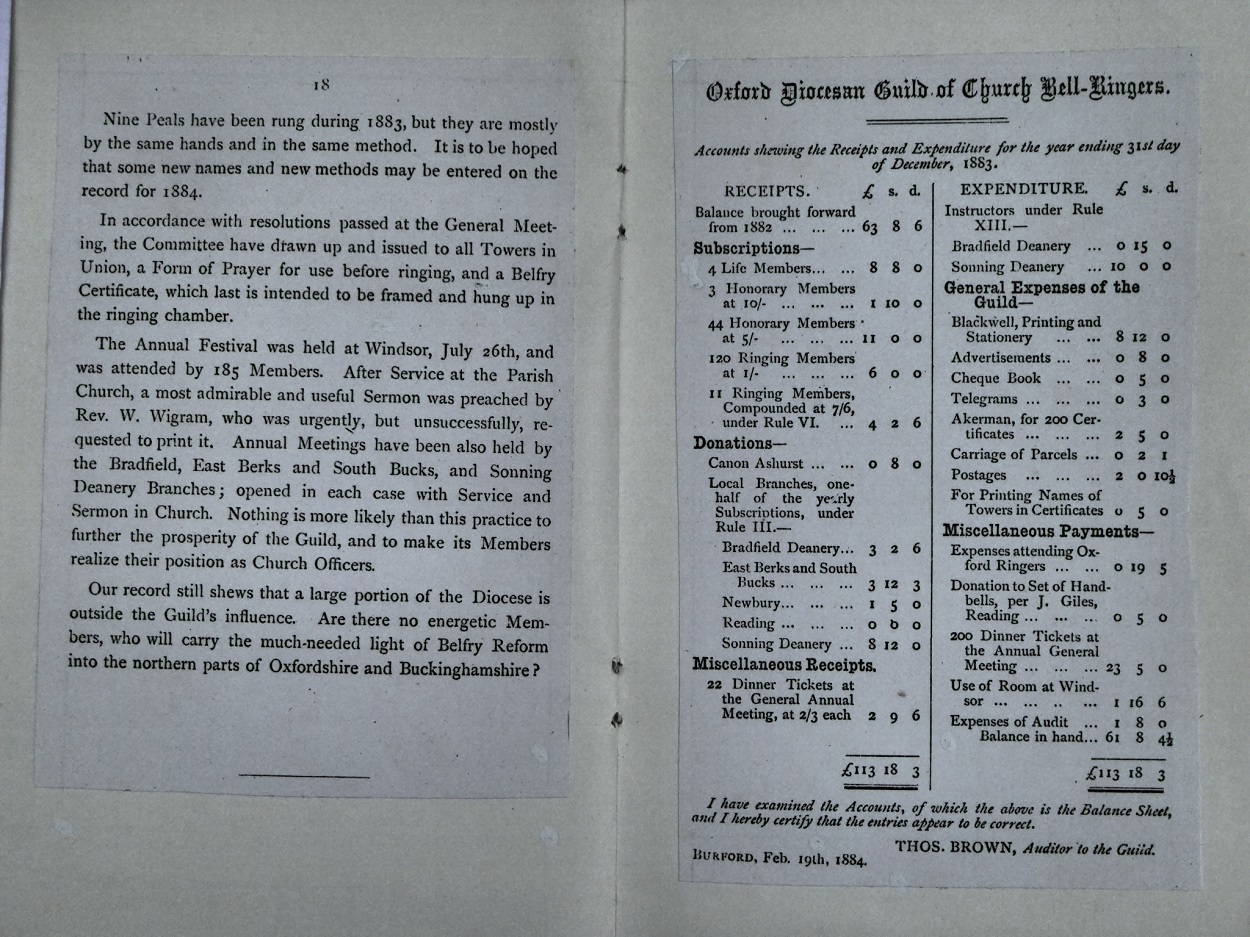 18
Nine Peals have been rung during 1883, but they are mostly
by the same hands and in the same method. It is to be hoped
that some new names and new methods may be entered on the
record for 1884.
In accordance with resolutions passed at the General Meet-
ing, the Committee have drawn up and issued to all Towers in
Union, a Form of Prayer for use before ringing, and a Belfry
Certificate, which last is intended to be framed and hung up in
the ringing chamber.
The Annual Festival was held at Windsor, July 26th, and
was attended by 185 Members. After Service at the Parish
Church, a most admirable and useful Sermon was preached by
Rev. W. Wigram, who was urgently, but unsuccessfully, re-
quested to print it. Annual Meetings have been also held by
the Bradfield, East Berks and South Bucks, and Sonning
Deanery Branches; opened in each case with Service and
Sermon in Church. Nothing is more likely than this practice to
further the prosperity of the Guild, and to make its Members
realize their position as Church Officers.
Our record still shews that a large portion of the Diocese is
outside the Guild's influence. Are there no energetic Mem-
bers, who will carry the much-needed light of Belfry Reform
into the northern parts of Oxfordshire and Buckinghamshire?
Oxford Diocesan Guild of Church Bell-Ringers.
Accounts shewing the Receipts and Expenditure for the year ending 31st day
of December, 1883.
RECEIPTS. £ s. d.
Balance brought forward
from 1882 ... ... ... 63 8 6
Subscriptions—
4 Life Members... ... 8 8 0
3 Honorary Members
at 10/- ... ... ... 1 10 0
44 Honorary Members
at 5/- ... ... ... 11 0 0
120 Ringing Members
at 1/- ... ... ... 6 0 0
11 Ringing Members,
Compounded at 7/6,
under Rule VI. ... 4 2 6
Donations—
Canon Ashurst ... ... 0 8 0
Local Branches, one-
half of the yearly
Subscriptions, under
Rule III.—
Bradfield Deanery... 3 2 6
East Berks and South
Bucks ... ... ... 3 12 3
Newbury... ... ... 1 5 0
Reading ... ... ... 0 0 0
Sonning Deanery ... 8 12 0
Miscellaneous Receipts.
22 Dinner Tickets at
the General Annual
Meeting, at 2/3 each 2 9 6
£113 18 3
EXPENDITURE. £ s. d.
Instructors under Rule
XIII.—
Bradfield Deanery ... 0 15 0
Sonning Deanery ... 10 0 0
General Expenses of the
Guild—
Blackwell, Printing and
Stationery ... ... 8 12 0
Advertisements ... ... 0 8 0
Cheque Book ... ... 0 5 0
Telegrams ... ... ... 0 3 0
Akerman, for 200 Cer-
tificates ... ... ... 2 5 0
Carriage of Parcels ... 0 2 1
Postages ... ... ... 2 0 10½
For Printing Names of
Towers in Certificates 0 5 0
Miscellaneous Payments—
Expenses attending Ox-
ford Ringers ... ... 0 19 5
Donation to Set of Hand-
bells, per J. Giles,
Reading ... ... ... 0 5 0
200 Dinner Tickets at
the Annual General
Meeting ... ... ... 23 5 0
Use of Room at Wind-
sor ... ... .. ... 1 16 6
Expenses of Audit ... 1 8 0
Balance in hand... 61 8 4½
£113 18 3
I have examined the Accounts, of which the above is the Balance Sheet,
and I hereby certify that the entries appear to be correct.
THOS. BROWN, Auditor to the Guild.
BURFORD, Feb. 19th, 1884.